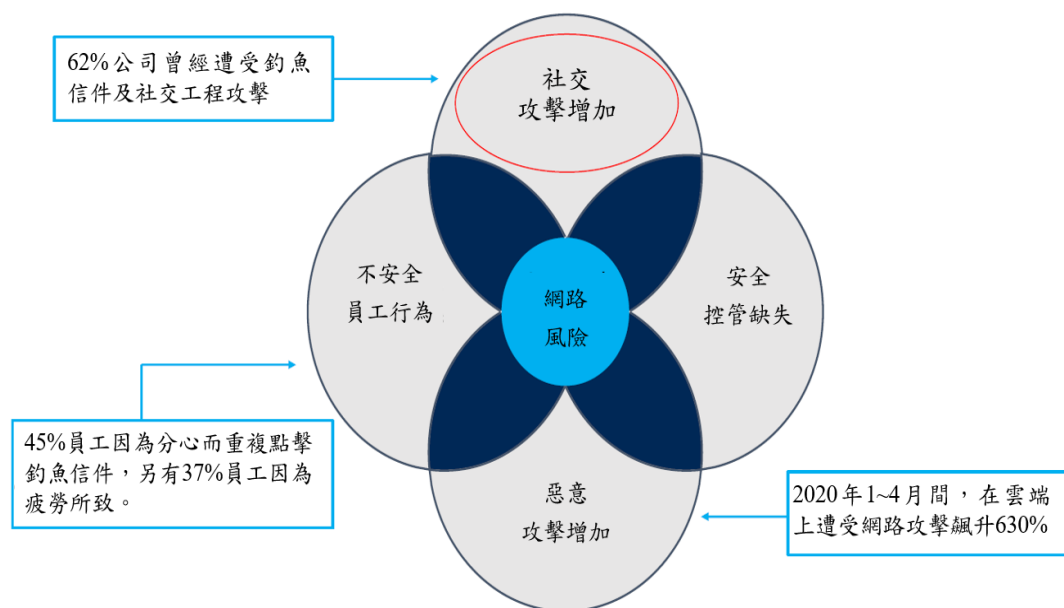 62%公司曾經遭受釣魚
信件及社交工程攻擊
社交
攻擊增加
不安全
員工行為
網路
風險
安全
控管缺失
45%員工因為分心而重複點擊
釣魚信件，另有37%員工因為
疲勞所致。
惡意
攻擊增加
2020年1~4月間，在雲端
上遭受網路攻擊飆升630%